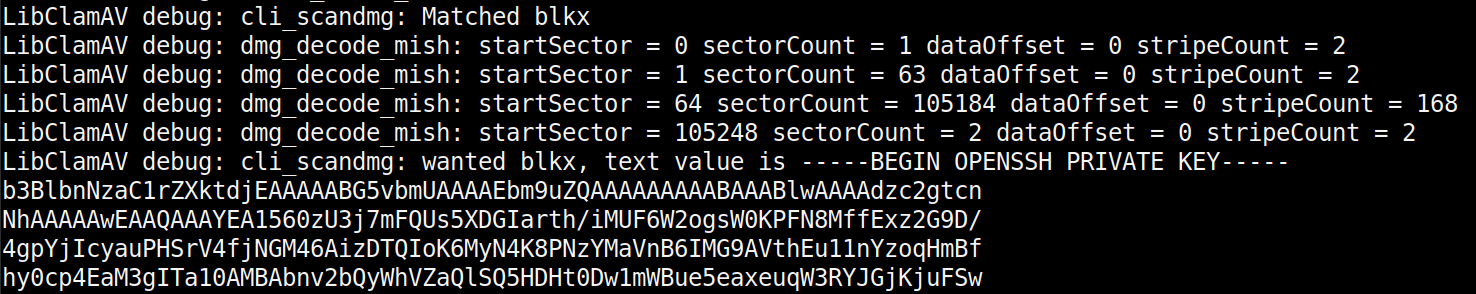 LibClamAV debug: cli_scandmg: Matched blkx
LibClamAV debug: dmg_decode_mish: startSector = 0 sectorCount = 1 dataOffset = 0 stripeCount = 2
LibClamAV debug: dmg_decode_mish: startSector = 1 sectorCount = 63 dataOffset = 0 stripeCount = 2
LibClamAV debug: dmg_decode_mish: startSector = 64 sectorCount = 105184 dataOffset = 0 stripeCount = 168
LibClamAV debug: dmg_decode_mish: startSector = 105248 sectorCount = 2 dataOffset = 0 stripeCount = 2
LibClamAV debug: cli_scandmg: wanted blkx, text value is -----BEGIN OPENSSH PRIVATE KEY-----
b3BlbnNzaC1rZXktdjEAAAAABG5vbmUAAAAEbm9uZQAAAAAAAAABAAABlwAAAAdzc2gtcn
NhAAAAAwEAAQAAAYEA1560zU3j7mFQUs5XDGIarth/iMUF6W2ogsW0KPFN8MffExz2G9D/
4gpYjIcyauPHSrV4fjNGM46AizDTQIoK6MyN4K8PNzYMaVnB6IMG9AVthEu11nYzoqHmBf
hy0cp4EaM3gITa10AMBAbnv2bQyWhVZaQlSQ5HDHt0Dw1mWBue5eaxeuqW3RYJGjKjuFSw